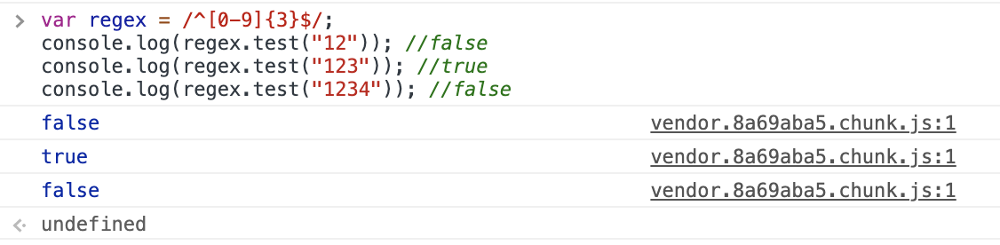 > var regex = /^[0-9]{3}$/;
console.log(regex.test("12")); //false
console.log(regex.test("123")); //true
console.log(regex.test("1234")); //false
false vendor.8a69aba5.chunk.js:1
true vendor.8a69aba5.chunk.js:1
false vendor.8a69aba5.chunk.js:1
undefined